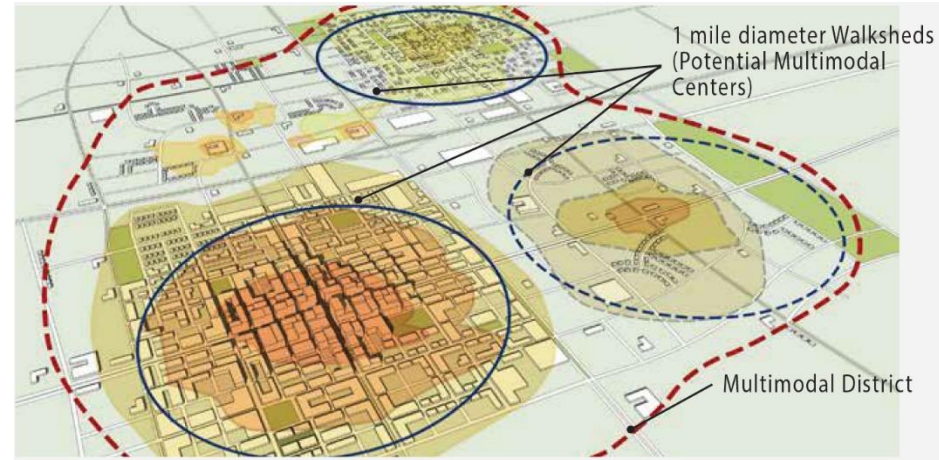 1 mile diameter Walksheds
(Potential Multimodal
Centers)
Multimodal District